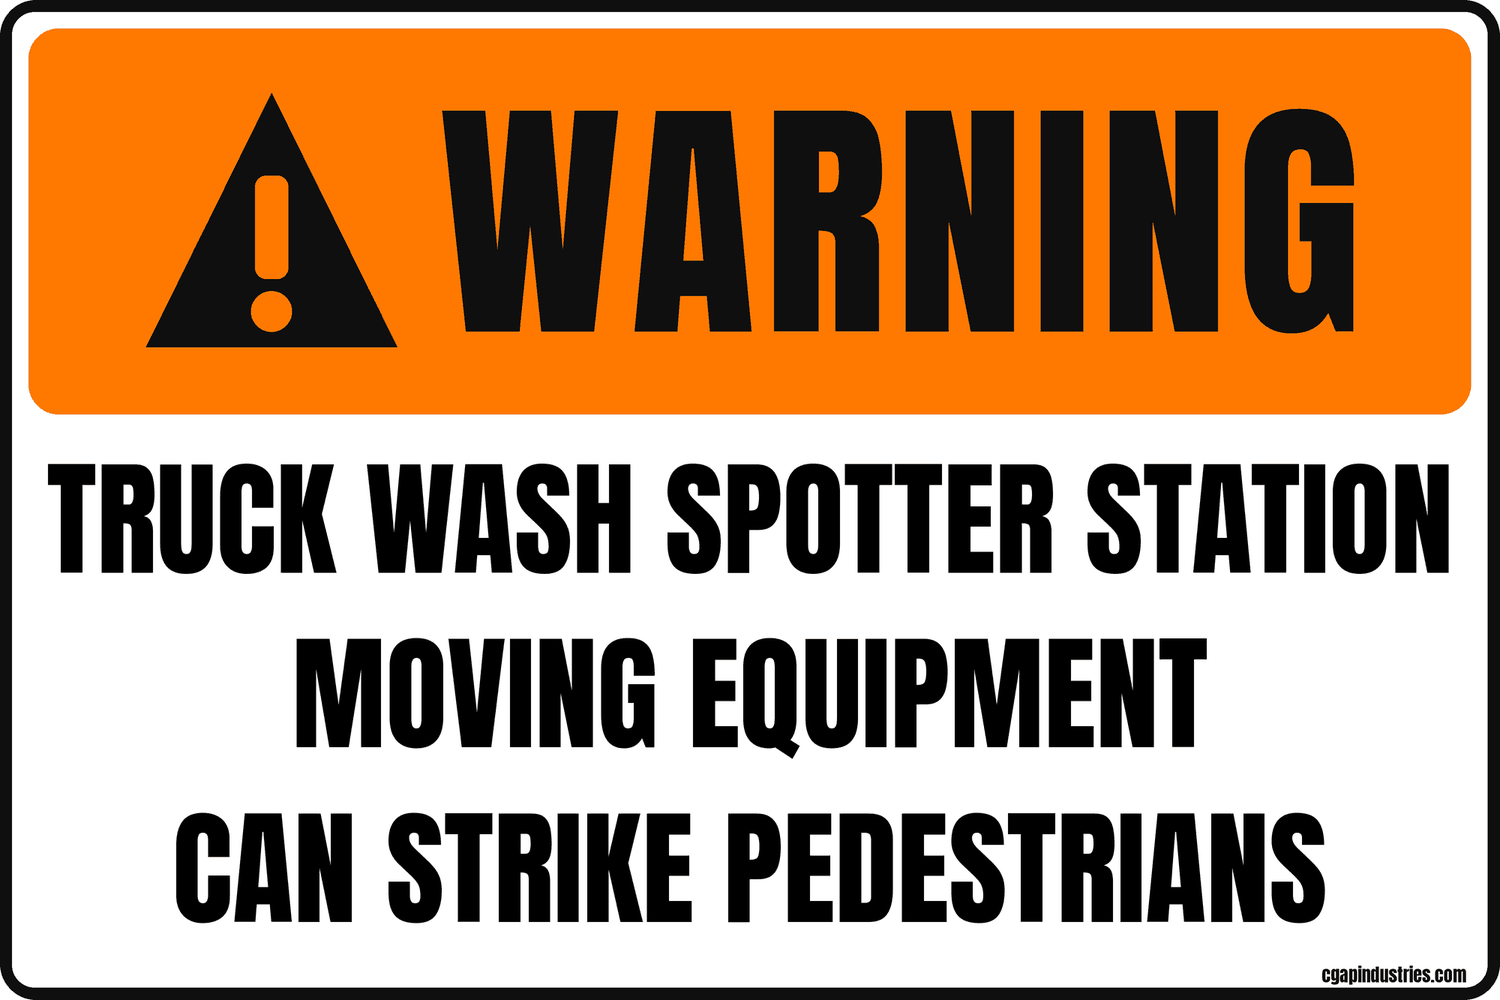 WARNING
TRUCK WASH SPOTTER STATION
MOVING EQUIPMENT
CAN STRIKE PEDESTRIANS
cgapindustries.com